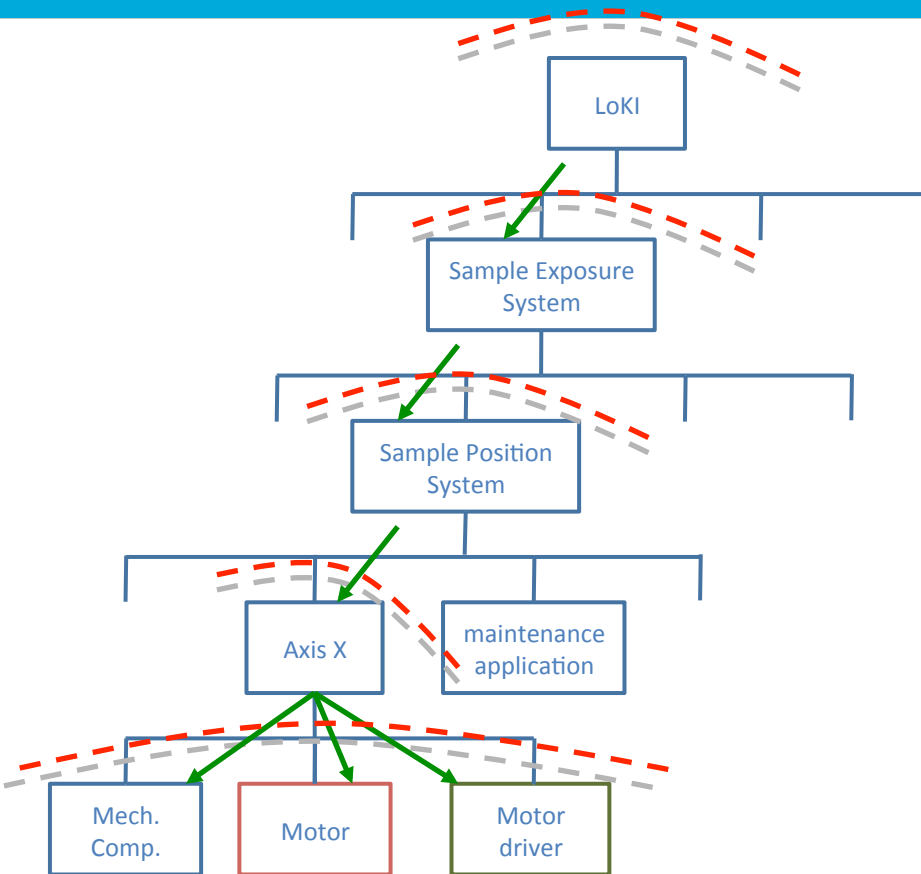 LoKI
Sample Exposure
System
Sample Position
System
Axis X
maintenance
application
Mech.
Comp.
Motor
Motor
driver